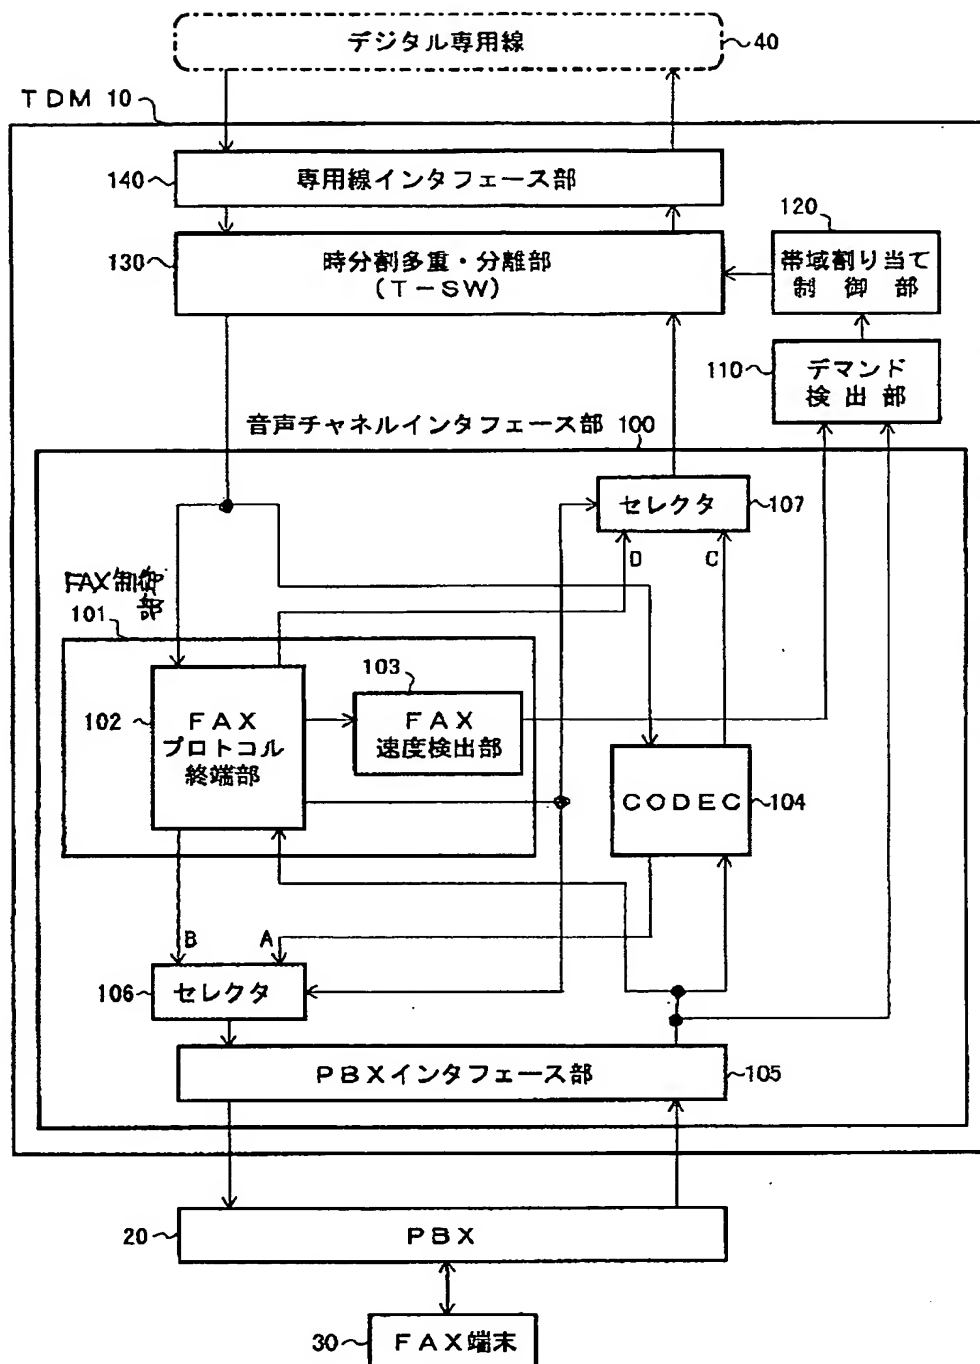 デジタル専用線
40
TDM 10
140
専用線インタフェース部
120
130
時分割多重・分離部
(T-SW)
帯域割り当て
制御部
110
デマンド
検出部
音声チャネルインタフェース部 100
セレクタ
107
D
C
FAX制御
部
101
103
102
FAX
プロトコル
終端部
FAX
速度検出部
CODEC
104
B
A
106
セレクタ
PBXインタフェース部
105
20
PBX
30
FAX端末